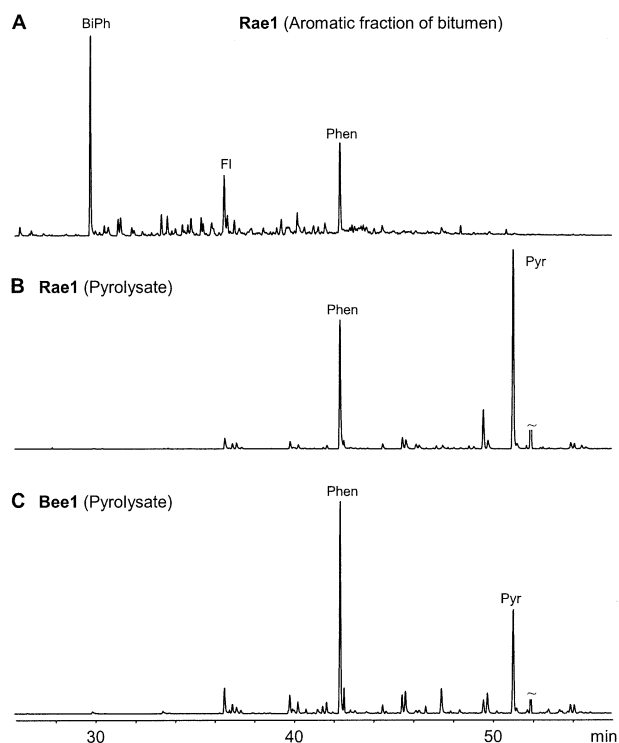 A
Rae1 (Aromatic fraction of bitumen)
BiPh
Fl
Phen
B Rae1 (Pyrolysate)
Phen
Pyr
~
C Bee1 (Pyrolysate)
Phen
Pyr
~
30 40 50 min